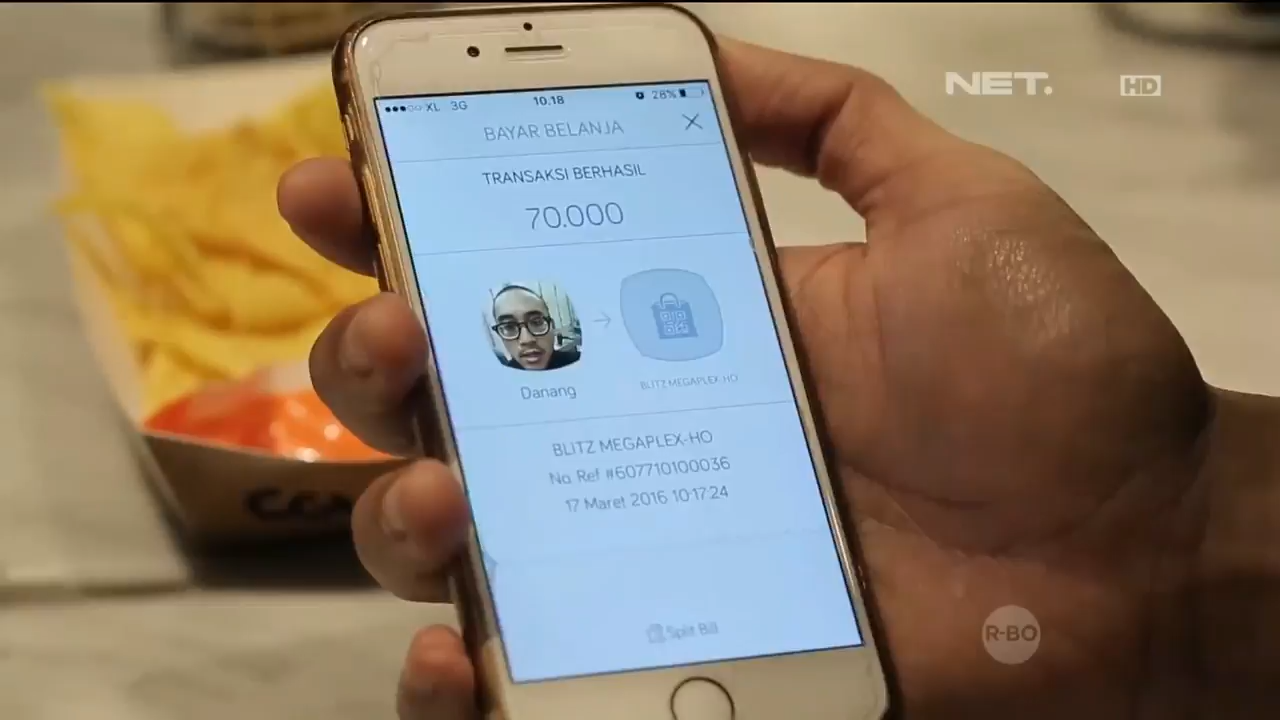 NET.
HD
XL 3G
10.18
28%
BAYAR BELANJA
TRANSAKSI BERHASIL
70.000
Danang
BLITZ MEGAPLEX-HO
BLITZ MEGAPLEX-HO
No Ref #607710100036
17 Maret 2016 10:17:24
Split Bill
R-BO